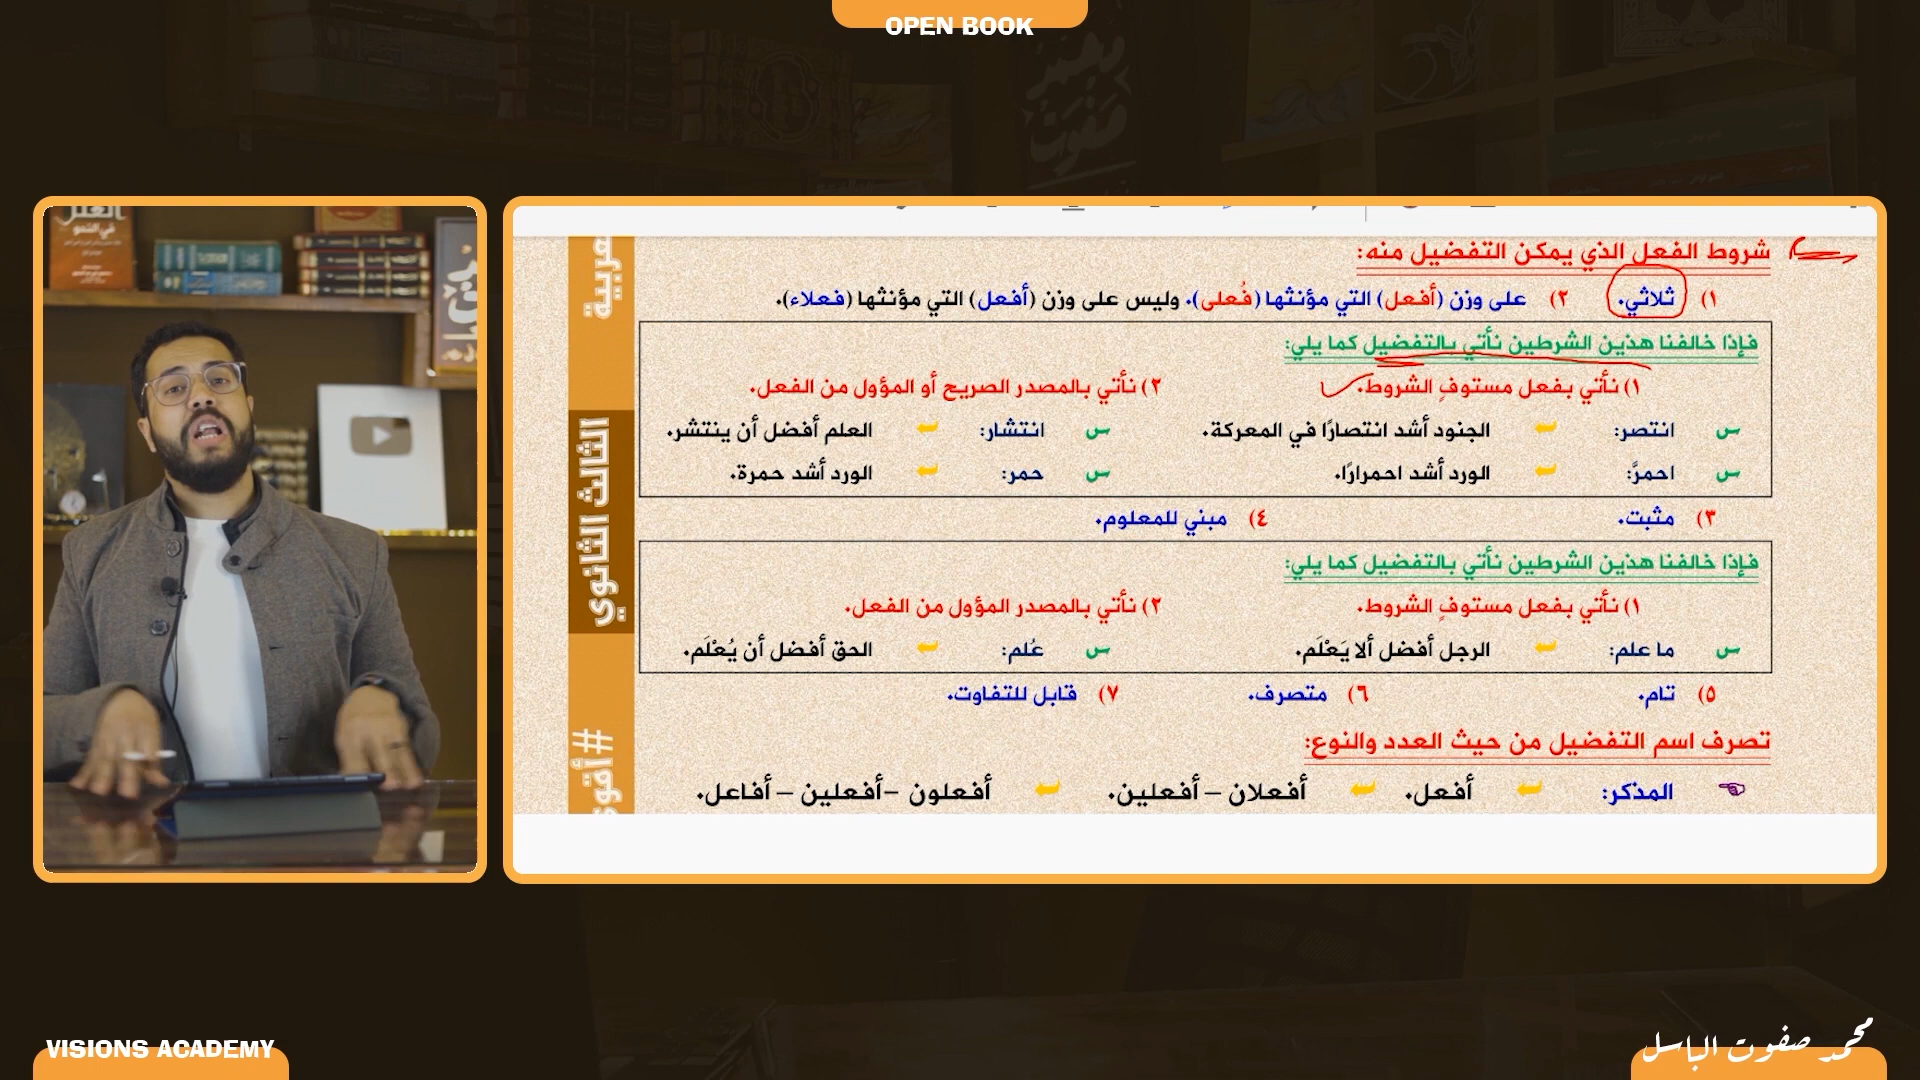 OPEN BOOK
شروط الفعل الذي يمكن التفضيل منه:
١) ثلاثي. ٢) على وزن (أفعل) التي مؤنثها (فُعلى). وليس على وزن (أفعل) التي مؤنثها (فعلاء).
فإذا خالفنا هذين الشرطين نأتي بالتفضيل كما يلي:
١) نأتي بفعل مستوفٍ الشروط. ٢) نأتي بالمصدر الصريح أو المؤول من الفعل.
س انتصر: الجنود أشد انتصارًا في المعركة. س انتشار: العلم أفضل أن ينتشر.
س احمرَّ: الورد أشد احمرارًا. س حمر: الورد أشد حمرة.
٣) مثبت. ٤) مبني للمعلوم.
فإذا خالفنا هذين الشرطين نأتي بالتفضيل كما يلي:
١) نأتي بفعل مستوفٍ الشروط. ٢) نأتي بالمصدر المؤول من الفعل.
س ما علم: الرجل أفضل ألا يَعْلَم. س عُلم: الحق أفضل أن يُعْلَم.
٥) تام. ٦) متصرف. ٧) قابل للتفاوت.
تصرف اسم التفضيل من حيث العدد والنوع:
المذكر: أفعل. أفعلان – أفعلين. أفعلون –أفعلين – أفاعل.
الثالث الثانوي
في النحو
VISIONS ACADEMY
محمد صفوت الباسل